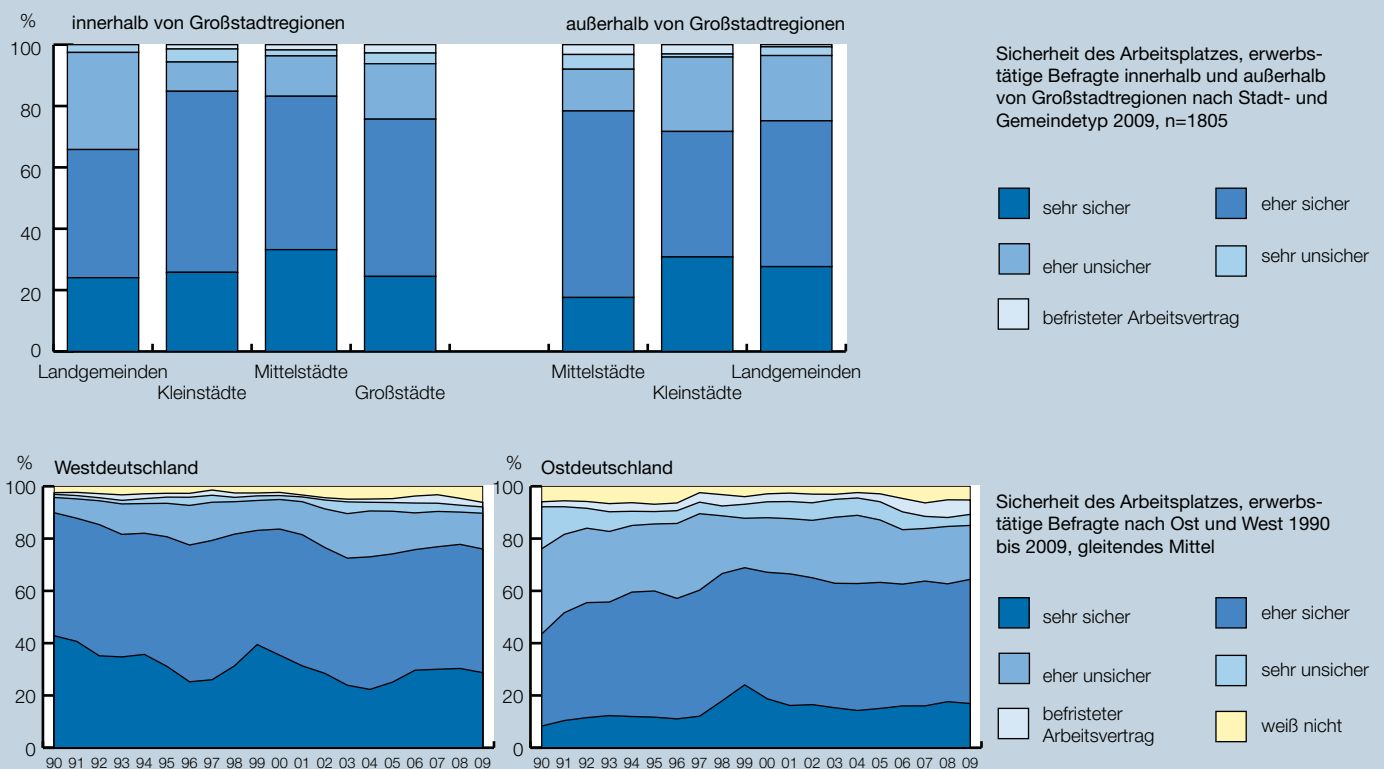 %
innerhalb von Großstadtregionen
außerhalb von Großstadtregionen
100
80
60
40
20
0
Landgemeinden
Kleinstädte
Mittelstädte
Großstädte
Mittelstädte
Kleinstädte
Landgemeinden
Sicherheit des Arbeitsplatzes, erwerbs-
tätige Befragte innerhalb und außerhalb
von Großstadtregionen nach Stadt- und
Gemeindetyp 2009, n=1805
sehr sicher
eher sicher
eher unsicher
sehr unsicher
befristeter Arbeitsvertrag
%
Westdeutschland
100
80
60
40
20
0
90 91 92 93 94 95 96 97 98 99 00 01 02 03 04 05 06 07 08 09
%
Ostdeutschland
100
80
60
40
20
0
90 91 92 93 94 95 96 97 98 99 00 01 02 03 04 05 06 07 08 09
Sicherheit des Arbeitsplatzes, erwerbs-
tätige Befragte nach Ost und West 1990
bis 2009, gleitendes Mittel
sehr sicher
eher sicher
eher unsicher
sehr unsicher
befristeter
Arbeitsvertrag
weiß nicht